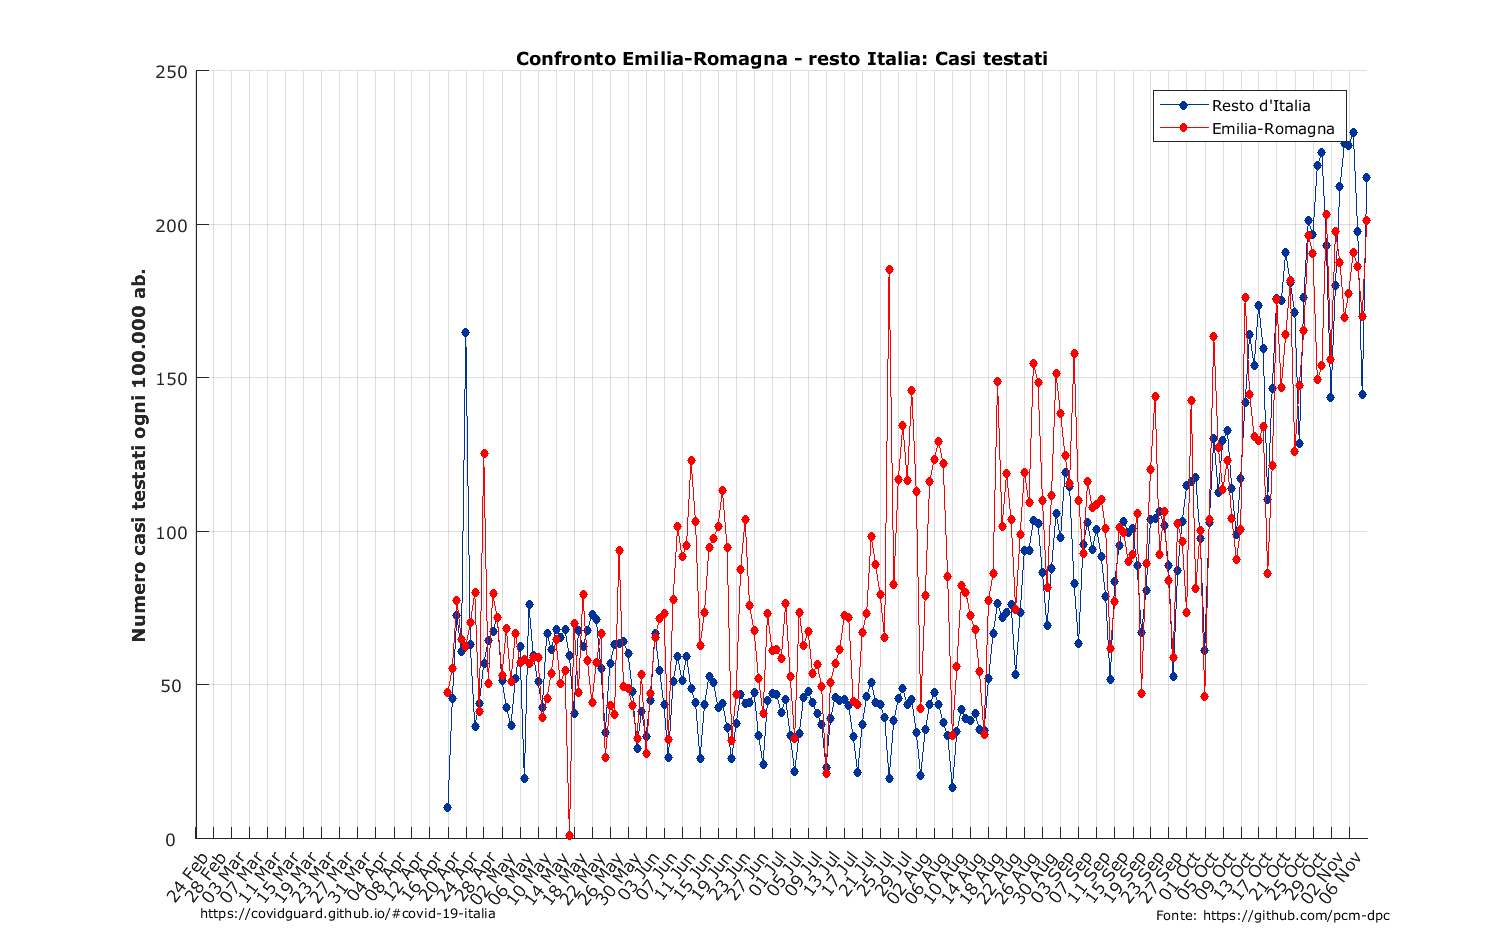 Confronto Emilia-Romagna - resto Italia: Casi testati
Resto d'Italia
Emilia-Romagna
Numero casi testati ogni 100.000 ab.
250
200
150
100
50
0
24 Feb
28 Feb
03 Mar
07 Mar
11 Mar
15 Mar
19 Mar
23 Mar
27 Mar
31 Mar
04 Apr
08 Apr
12 Apr
16 Apr
20 Apr
24 Apr
28 Apr
02 May
06 May
10 May
14 May
18 May
22 May
26 May
30 May
03 Jun
07 Jun
11 Jun
15 Jun
19 Jun
23 Jun
27 Jun
01 Jul
05 Jul
09 Jul
13 Jul
17 Jul
21 Jul
25 Jul
29 Jul
02 Aug
06 Aug
10 Aug
14 Aug
18 Aug
22 Aug
26 Aug
30 Aug
03 Sep
07 Sep
11 Sep
15 Sep
19 Sep
23 Sep
27 Sep
01 Oct
05 Oct
09 Oct
13 Oct
17 Oct
21 Oct
25 Oct
29 Oct
02 Nov
06 Nov
https://covidguard.github.io/#covid-19-italia
Fonte: https://github.com/pcm-dpc